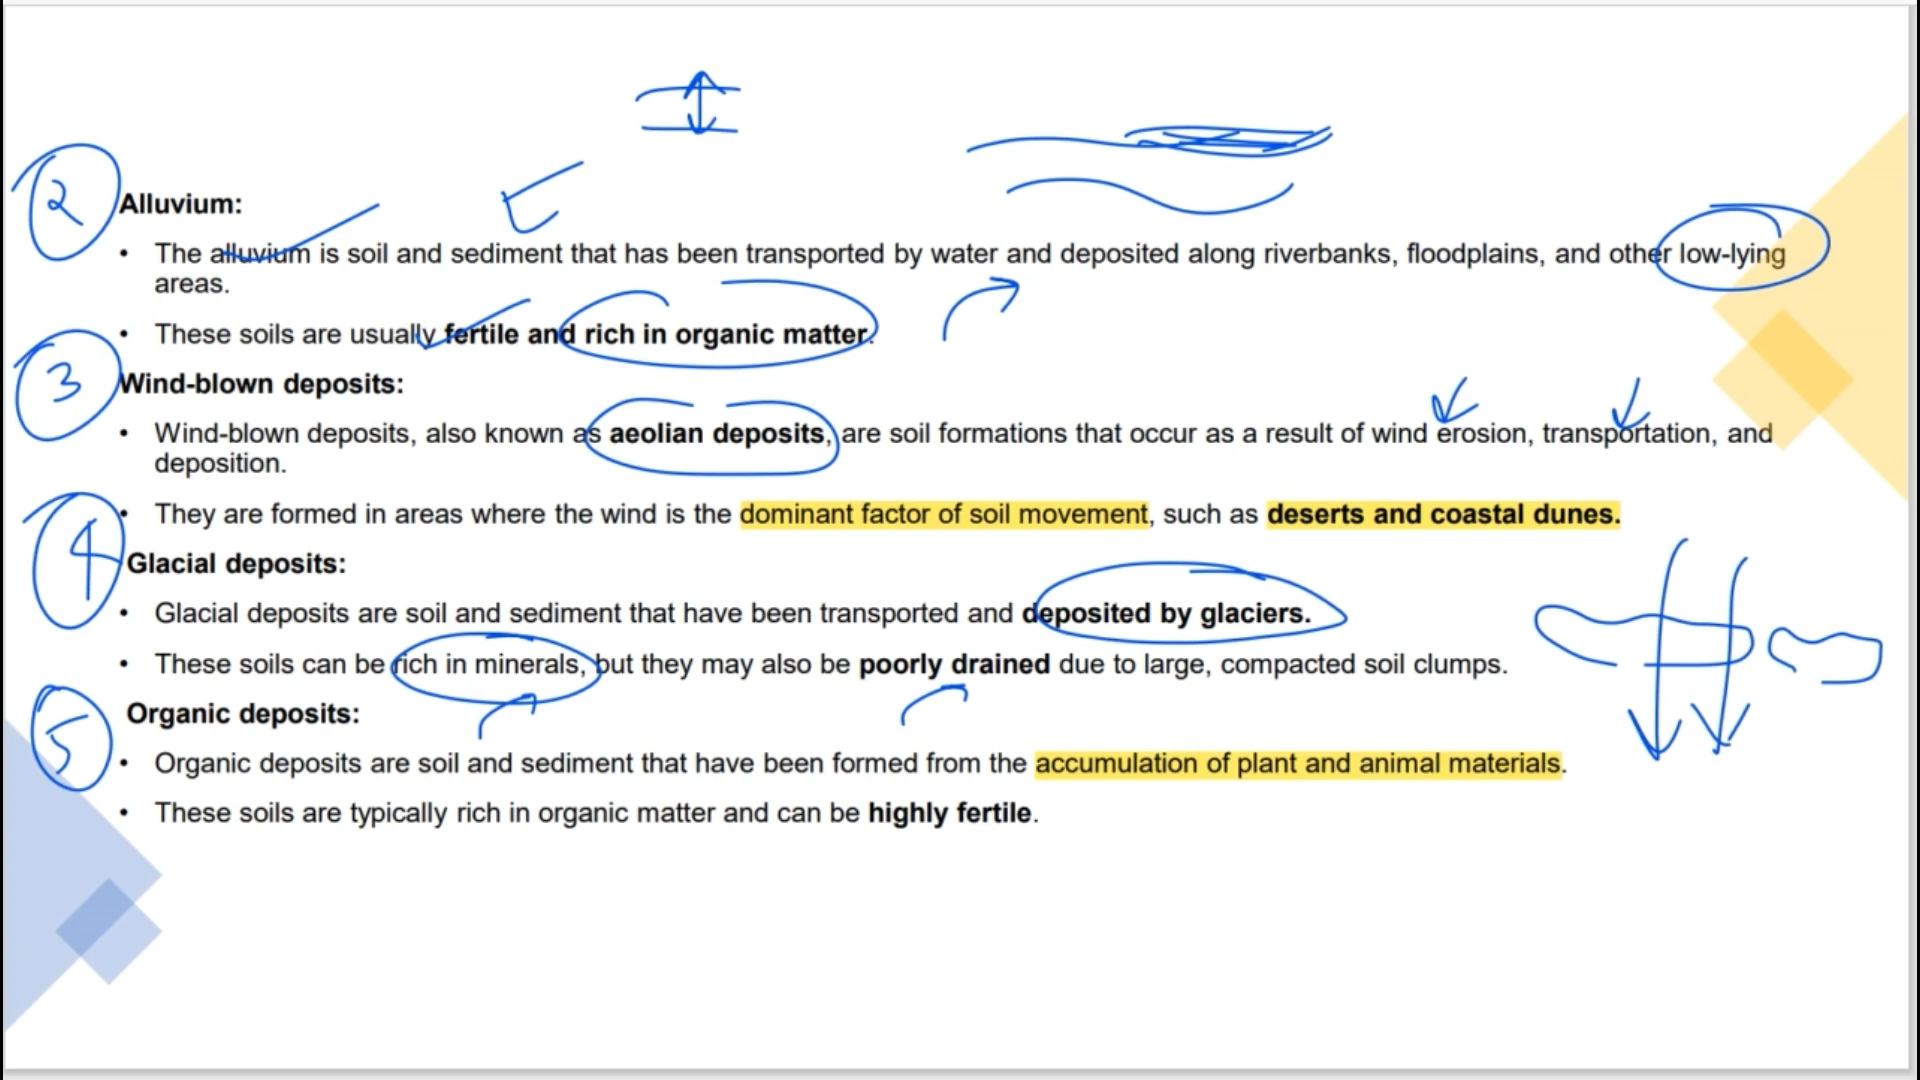 2
Alluvium:
• The alluvium is soil and sediment that has been transported by water and deposited along riverbanks, floodplains, and other low-lying
areas.
• These soils are usually fertile and rich in organic matter.
3
Wind-blown deposits:
• Wind-blown deposits, also known as aeolian deposits, are soil formations that occur as a result of wind erosion, transportation, and
deposition.
• They are formed in areas where the wind is the dominant factor of soil movement, such as deserts and coastal dunes.
4
Glacial deposits:
• Glacial deposits are soil and sediment that have been transported and deposited by glaciers.
• These soils can be rich in minerals, but they may also be poorly drained due to large, compacted soil clumps.
5
Organic deposits:
• Organic deposits are soil and sediment that have been formed from the accumulation of plant and animal materials.
• These soils are typically rich in organic matter and can be highly fertile.